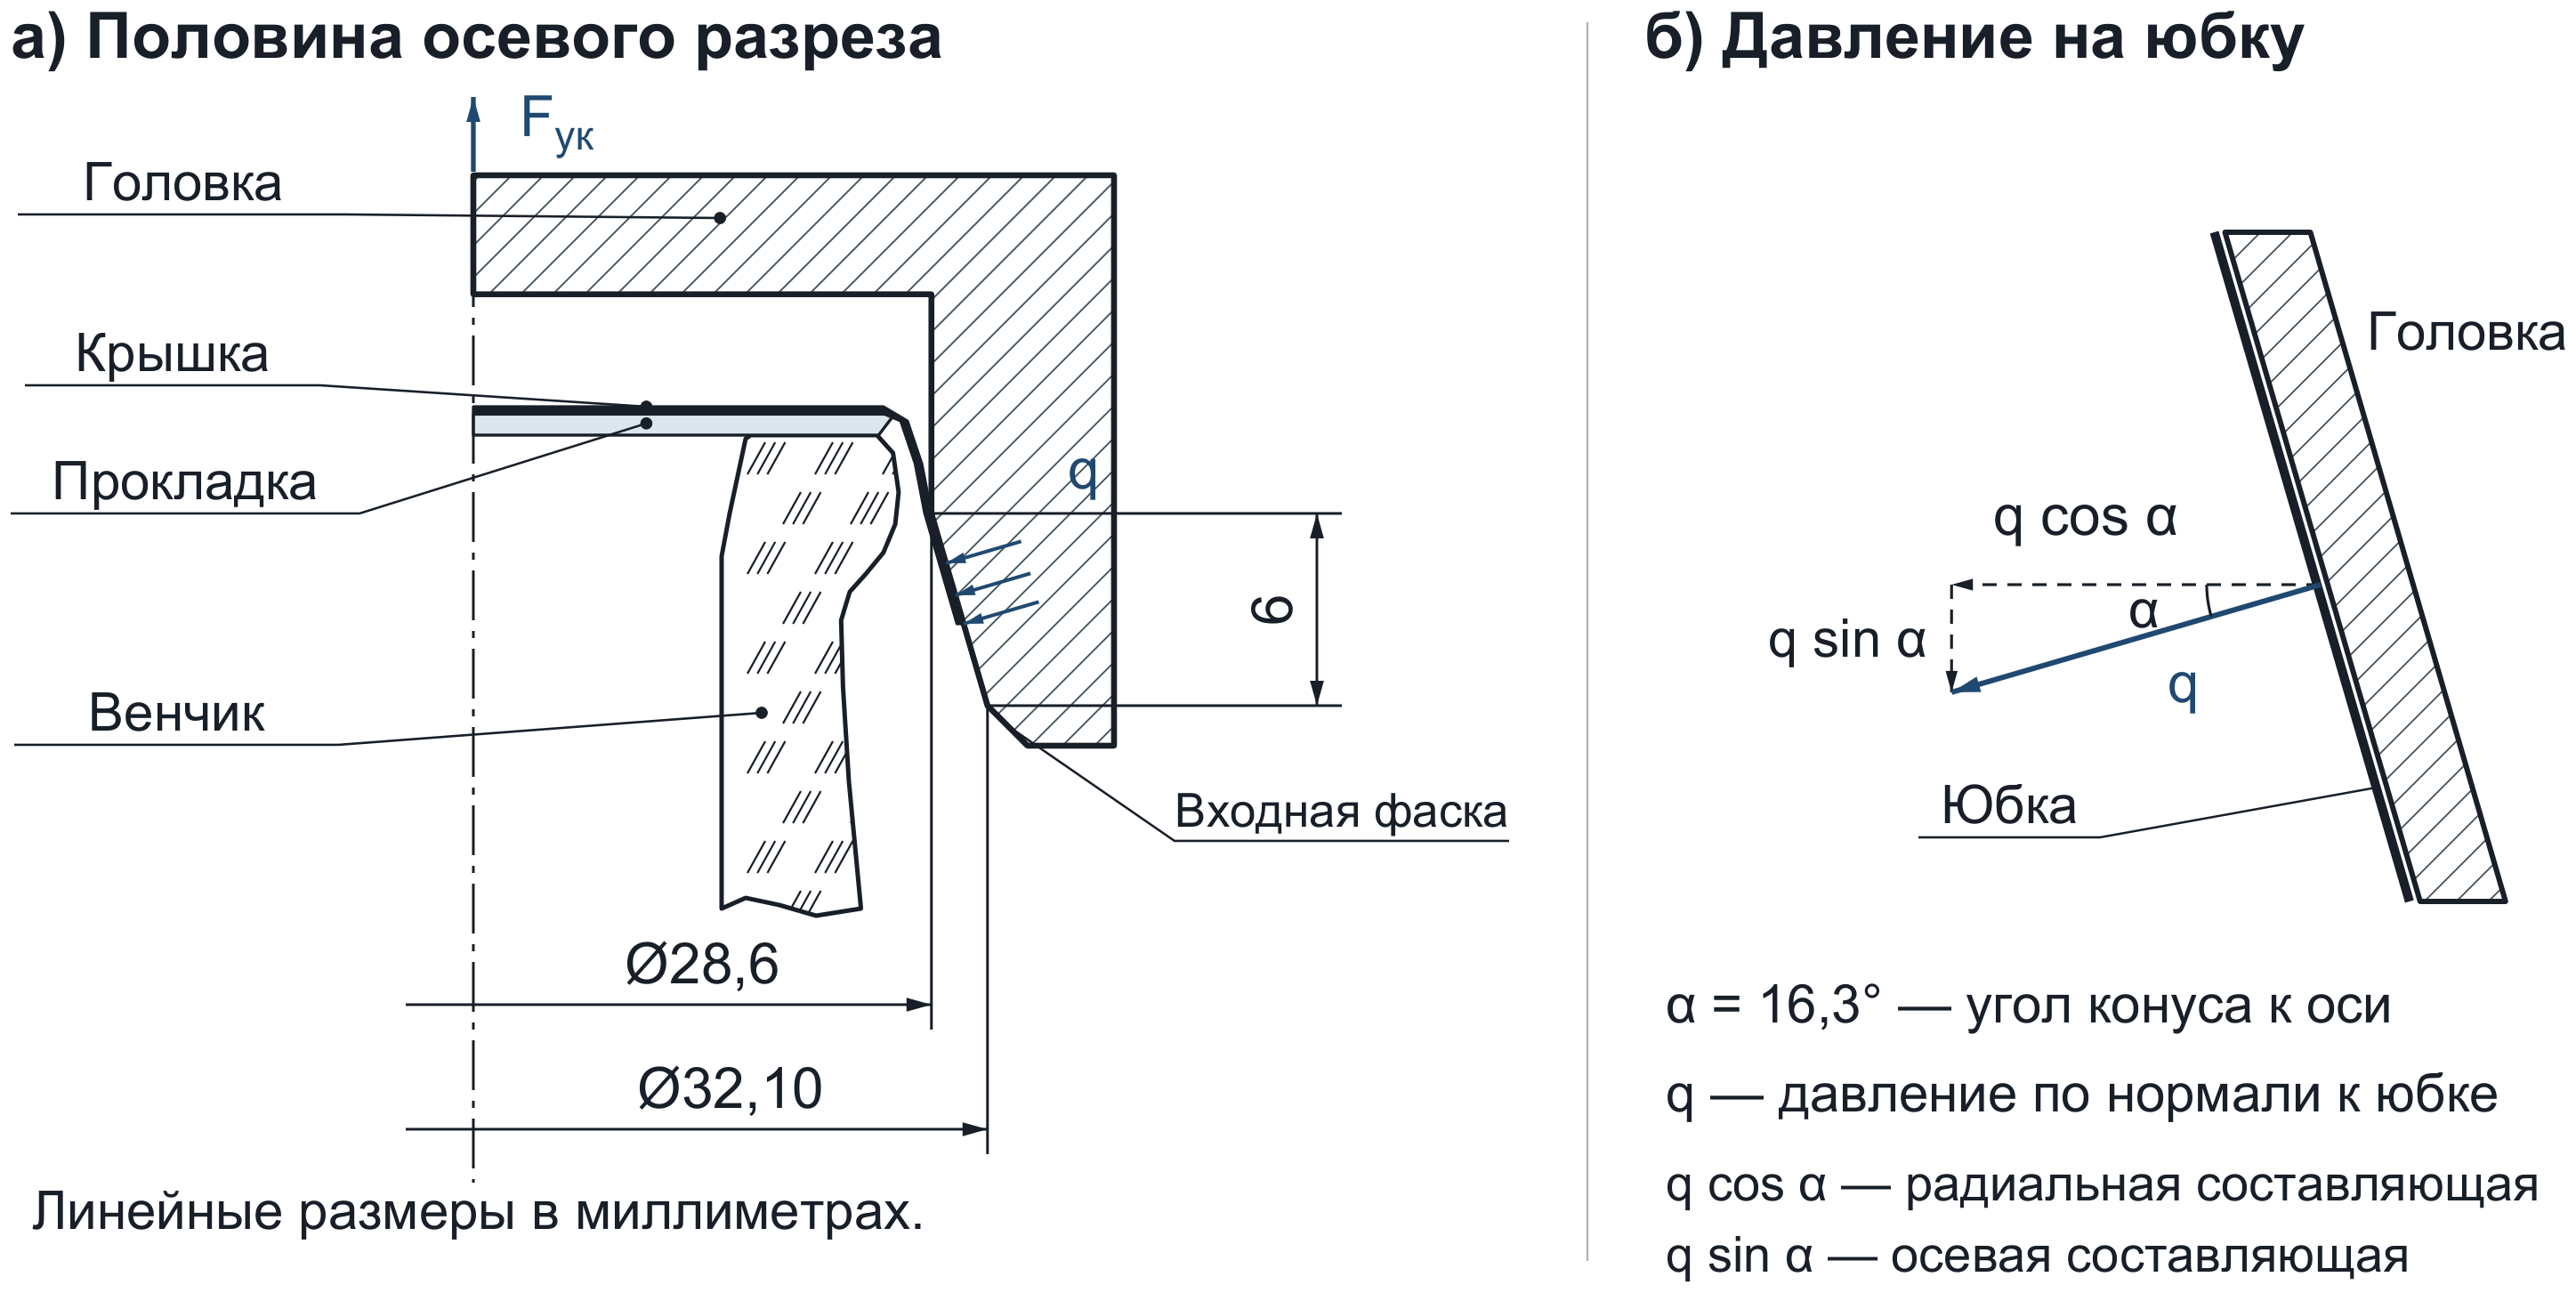 а) Половина осевого разреза
Fук
Головка
Крышка
Прокладка
q
6
Венчик
Входная фаска
Ø28,6
Ø32,10
Линейные размеры в миллиметрах.
б) Давление на юбку
Головка
q cos α
α
q sin α
q
Юбка
α = 16,3° — угол конуса к оси
q — давление по нормали к юбке
q cos α — радиальная составляющая
q sin α — осевая составляющая